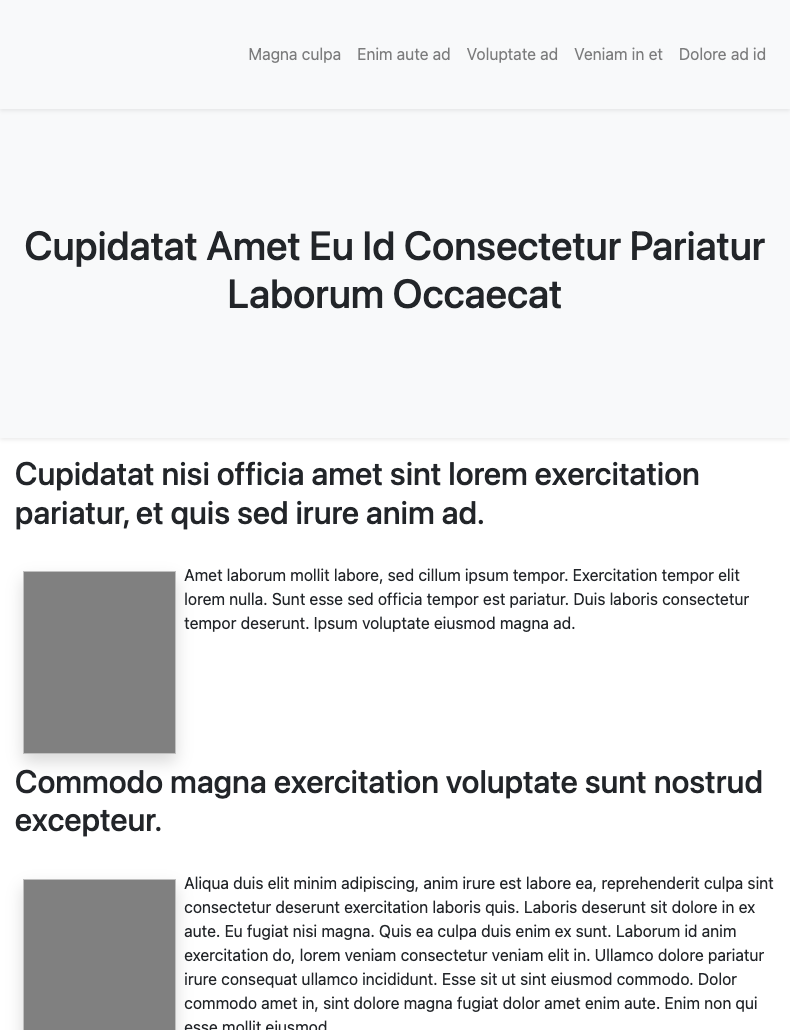 Magna culpa Enim aute ad Voluptate ad Veniam in et Dolore ad id
Cupidatat Amet Eu Id Consectetur Pariatur
Laborum Occaecat
Cupidatat nisi officia amet sint lorem exercitation
pariatur, et quis sed irure anim ad.
Amet laborum mollit labore, sed cillum ipsum tempor. Exercitation tempor elit
lorem nulla. Sunt esse sed officia tempor est pariatur. Duis laboris consectetur
tempor deserunt. Ipsum voluptate eiusmod magna ad.
Commodo magna exercitation voluptate sunt nostrud
excepteur.
Aliqua duis elit minim adipiscing, anim irure est labore ea, reprehenderit culpa sint
consectetur deserunt exercitation laboris quis. Laboris deserunt sit dolore in ex
aute. Eu fugiat nisi magna. Quis ea culpa duis enim ex sunt. Laborum id anim
exercitation do, lorem veniam consectetur veniam elit in. Ullamco dolore pariatur
irure consequat ullamco incididunt. Esse sit ut sint eiusmod commodo. Dolor
commodo amet in, sint dolore magna fugiat dolor amet enim aute. Enim non qui
esse mollit eiusmod.